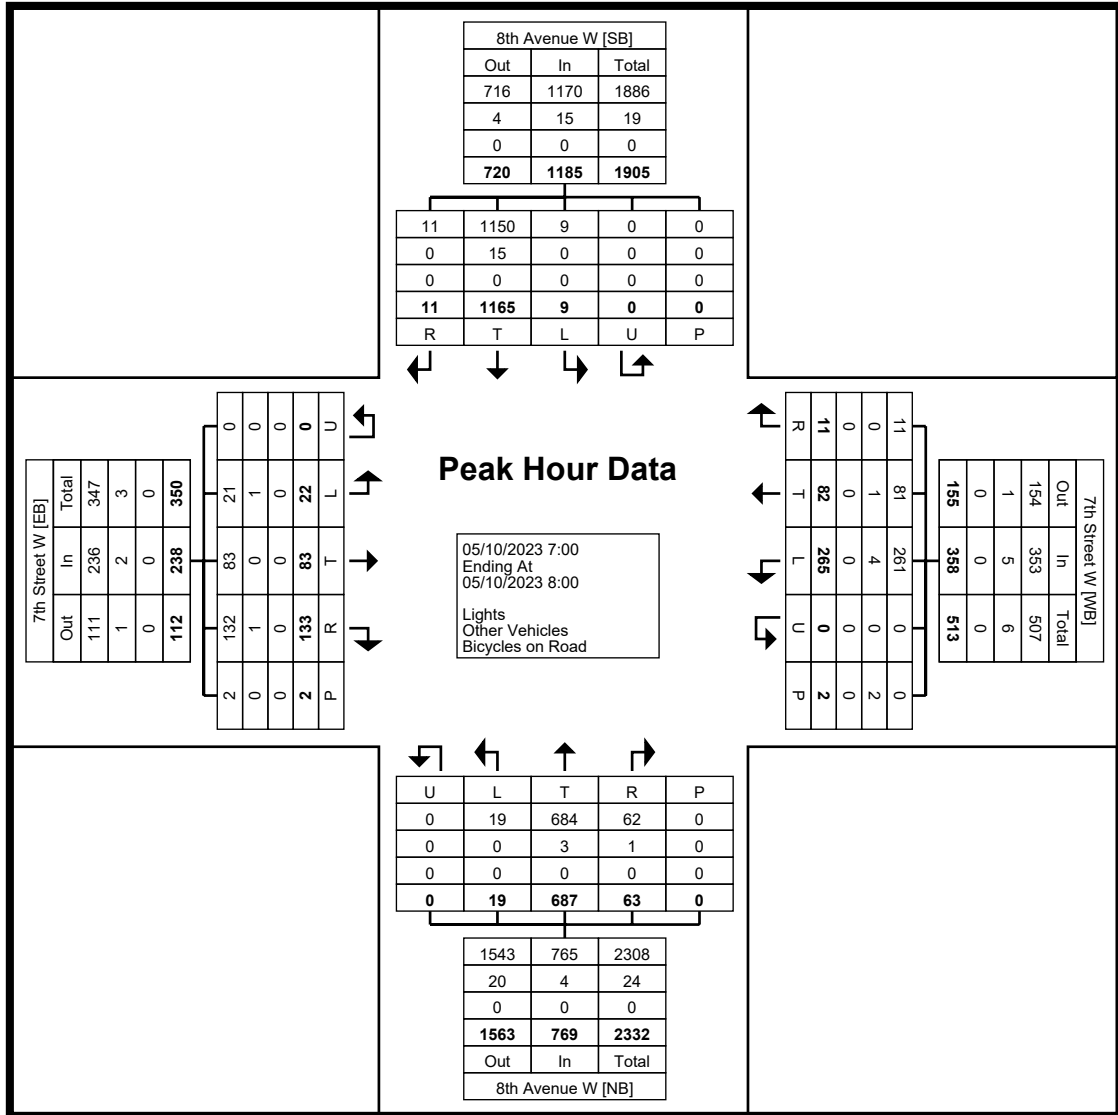 8th Avenue W [SB]
Out In Total
716 1170 1886
4 15 19
0 0 0
720 1185 1905
11 1150 9 0 0
0 15 0 0 0
0 0 0 0 0
11 1165 9 0 0
R T L U P
7th Street W [EB]
Total In Out
347 236 111
3 2 1
0 0 0
350 238 112
0 21 83 132 2
0 1 0 1 0
0 0 0 0 0
0 22 83 133 2
U L T R P
Peak Hour Data
05/10/2023 7:00
Ending At
05/10/2023 8:00
Lights
Other Vehicles
Bicycles on Road
7th Street W [WB]
Out In Total
154 353 507
1 5 6
0 0 0
155 358 513
11 81 261 0 0
0 1 4 0 2
0 0 0 0 0
11 82 265 0 2
R T L U P
U L T R P
0 19 684 62 0
0 0 3 1 0
0 0 0 0 0
0 19 687 63 0
1543 765 2308
20 4 24
0 0 0
1563 769 2332
Out In Total
8th Avenue W [NB]